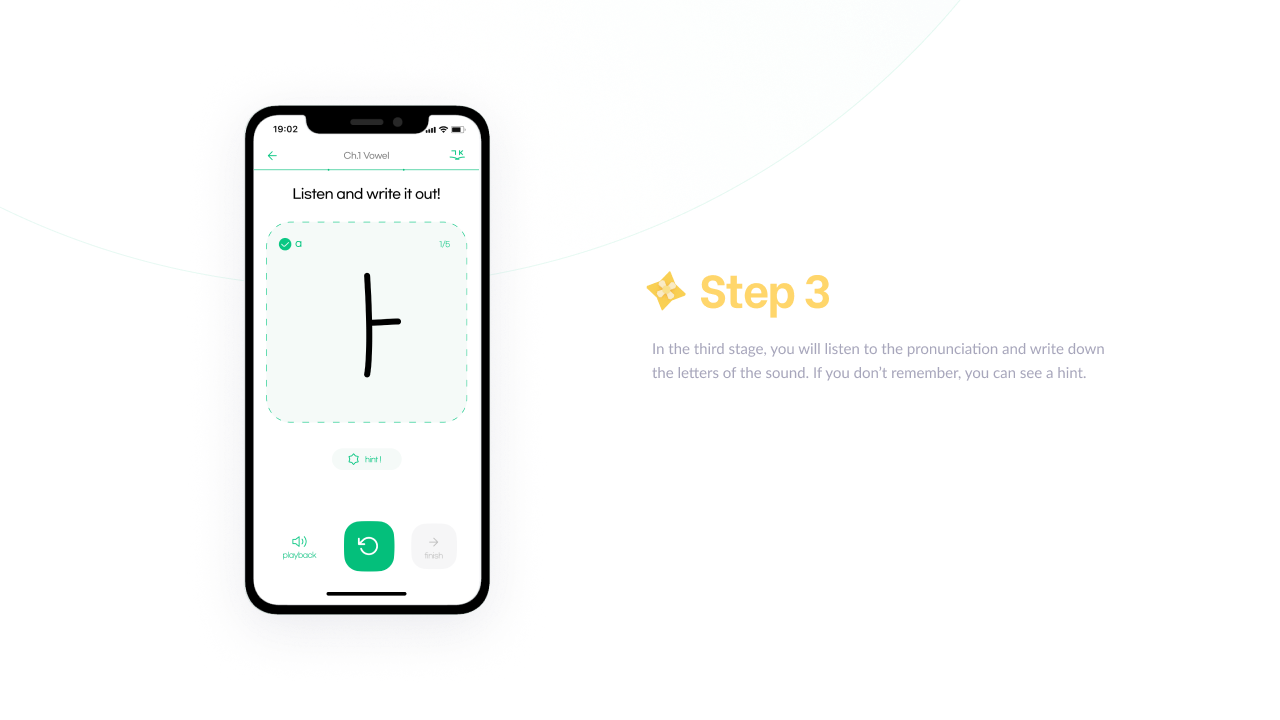 19:02
Ch.1 Vowel
ㄱ K
Listen and write it out!
a
1/5
ㅏ
hint !
playback
finish
Step 3
In the third stage, you will listen to the pronunciation and write down
the letters of the sound. If you don’t remember, you can see a hint.